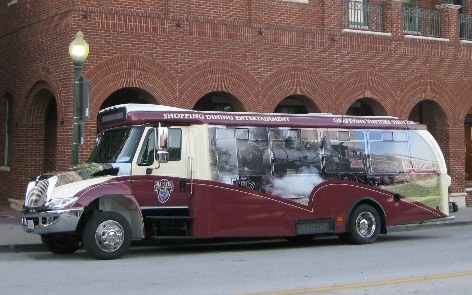 SHOPPING DINING ENTERTAINMENT
GRAPEVINE VISITORS SHUTTLE